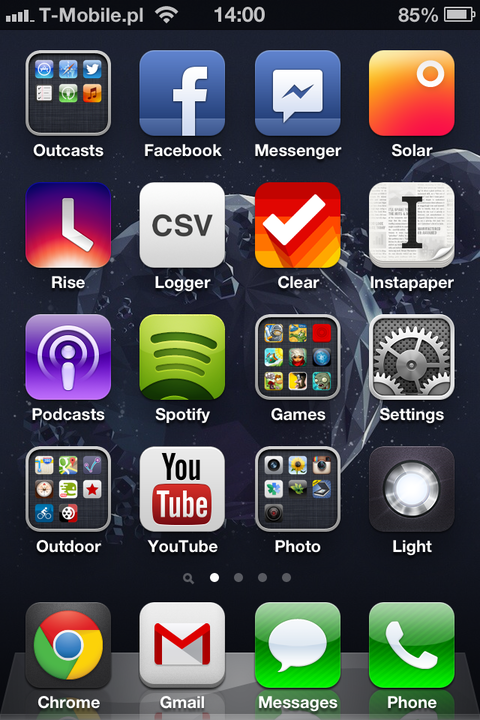 T-Mobile.pl 14:00 85%
Outcasts Facebook Messenger Solar
CSV
Rise Logger Clear Instapaper
Podcasts Spotify Games Settings
You
Tube
Outdoor YouTube Photo Light
Chrome Gmail Messages Phone